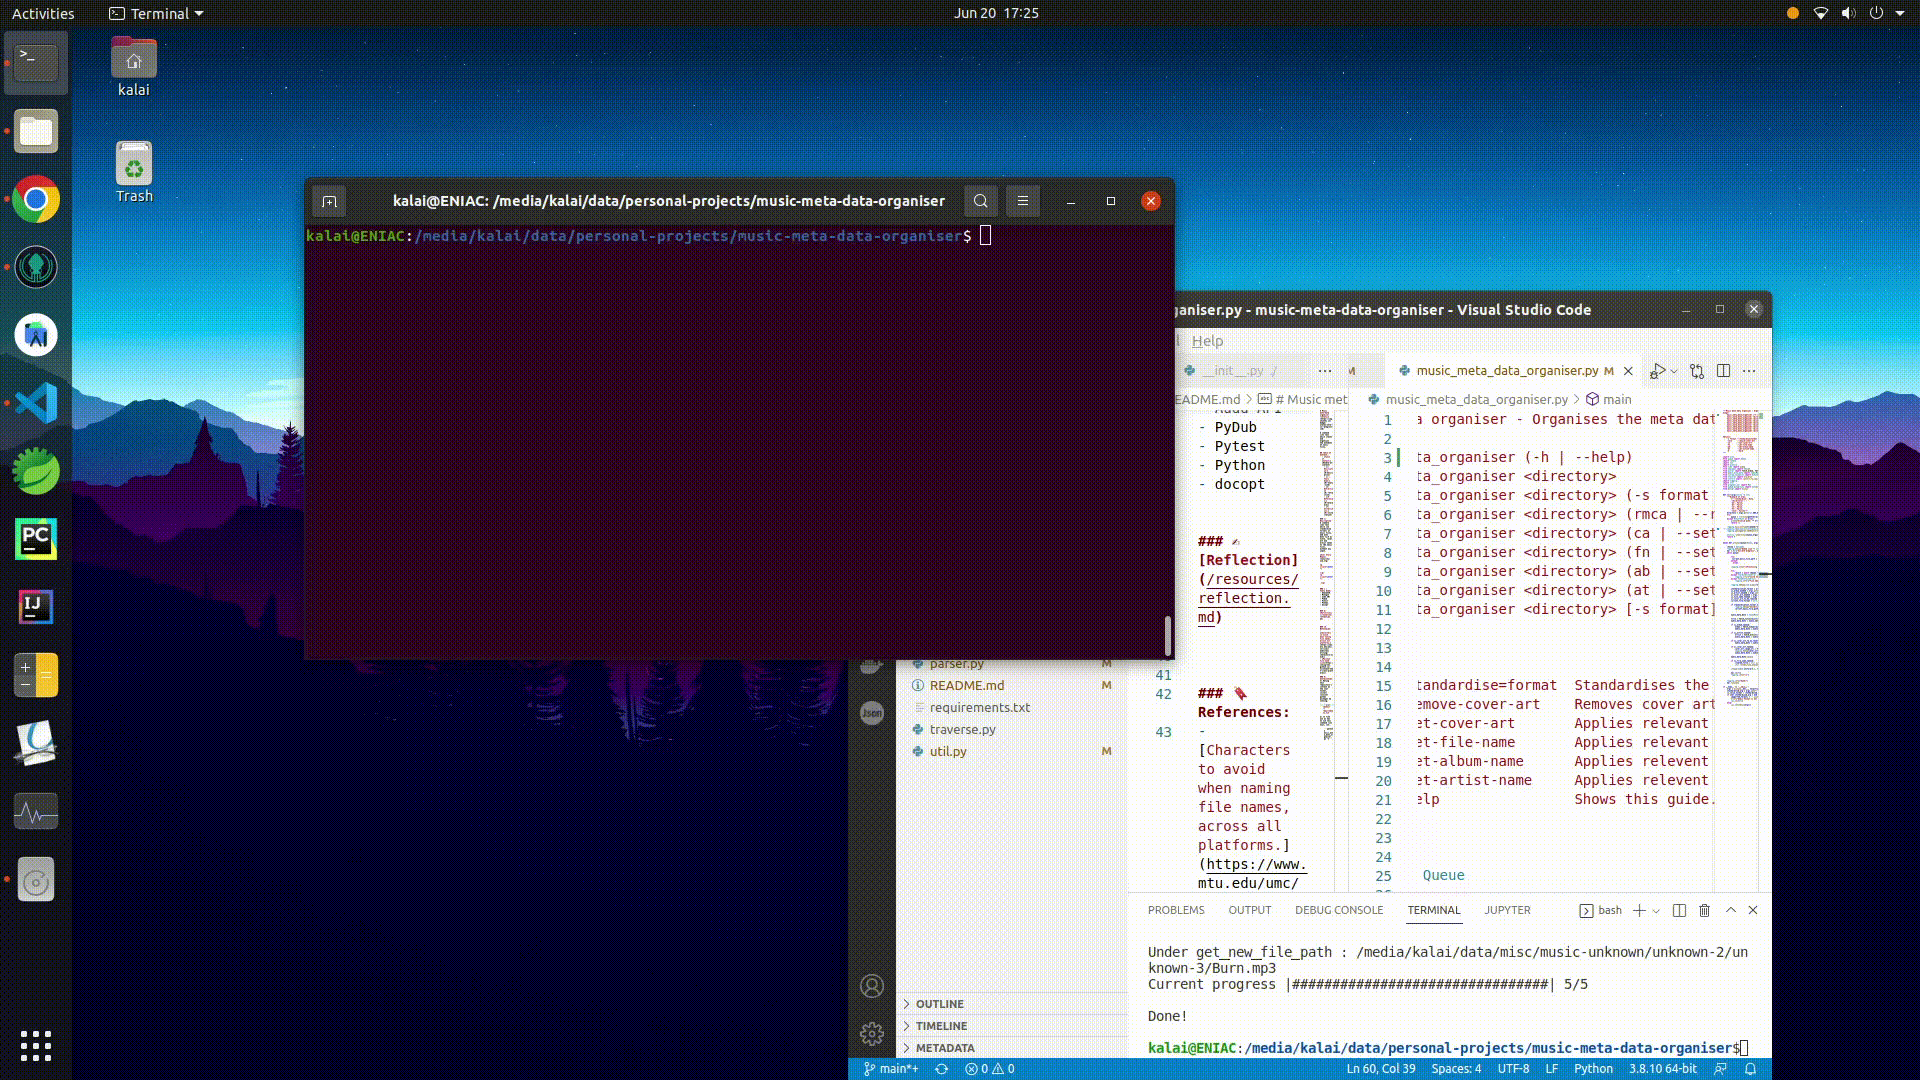 Activities
Terminal
Jun 20 17:25
kalai
Trash
kalai@ENIAC: /media/kalai/data/personal-projects/music-meta-data-organiser
kalai@ENIAC:/media/kalai/data/personal-projects/music-meta-data-organiser$
ganiser.py - music-meta-data-organiser - Visual Studio Code
Help
__init__.py ./
M
music_meta_data_organiser.py M
EADME.md > # Music met
music_meta_data_organiser.py > main
- PyDub
- Pytest
- Python
- docopt
###
[Reflection]
(/resources/
reflection.
md)
41
42 ###
References:
43 -
[Characters
to avoid
when naming
file names,
across all
platforms.]
(https://www.
mtu.edu/umc/
1 a organiser - Organises the meta dat
2
3 ta_organiser (-h | --help)
4 ta_organiser <directory>
5 ta_organiser <directory> (-s format
6 ta_organiser <directory> (rmca | --r
7 ta_organiser <directory> (ca | --set
8 ta_organiser <directory> (fn | --set
9 ta_organiser <directory> (ab | --set
10 ta_organiser <directory> (at | --set
11 ta_organiser <directory> [-s format]
12
13
14
15 tandardise=format Standardises the
16 emove-cover-art Removes cover art
17 et-cover-art Applies relevant
18 et-file-name Applies relevant
19 et-album-name Applies relevent
20 et-artist-name Applies relevent
21 elp Shows this guide.
22
23
24
25 Queue
parser.py M
README.md M
requirements.txt
traverse.py
util.py M
Json
PC
IJ
OUTLINE
TIMELINE
METADATA
PROBLEMS OUTPUT DEBUG CONSOLE TERMINAL JUPYTER
bash
Under get_new_file_path : /media/kalai/data/misc/music-unknown/unknown-2/un
known-3/Burn.mp3
Current progress |################################| 5/5
Done!
kalai@ENIAC:/media/kalai/data/personal-projects/music-meta-data-organiser$
main*+
0 0
Ln 60, Col 39 Spaces: 4 UTF-8 LF Python 3.8.10 64-bit